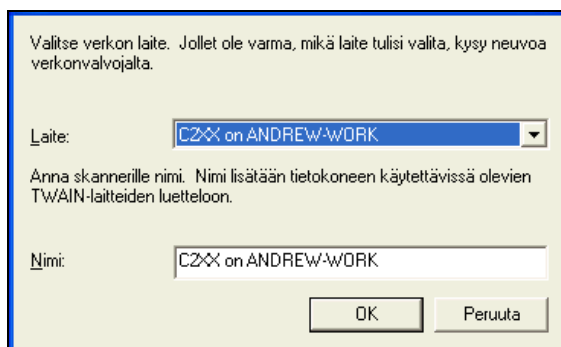 Valitse verkon laite. Jollet ole varma, mikä laite tulisi valita, kysy neuvoa
verkonvalvojalta.
Laite: C2XX on ANDREW-WORK
Anna skannerille nimi. Nimi lisätään tietokoneen käytettävissä olevien
TWAIN-laitteiden luetteloon.
Nimi: C2XX on ANDREW-WORK
OK Peruuta